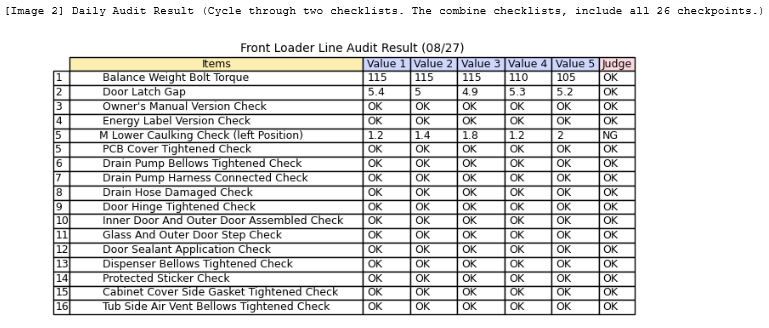 [Image 2] Daily Audit Result (Cycle through two checklists. The combine checklists, include all 26 checkpoints.)
Front Loader Line Audit Result (08/27)
Items Value 1 Value 2 Value 3 Value 4 Value 5 Judge
1 Balance Weight Bolt Torque 115 115 115 110 105 OK
2 Door Latch Gap 5.4 5 4.9 5.3 5.2 OK
3 Owner's Manual Version Check OK OK OK OK OK OK
4 Energy Label Version Check OK OK OK OK OK OK
5 M Lower Caulking Check (left Position) 1.2 1.4 1.8 1.2 2 NG
5 PCB Cover Tightened Check OK OK OK OK OK OK
6 Drain Pump Bellows Tightened Check OK OK OK OK OK OK
7 Drain Pump Harness Connected Check OK OK OK OK OK OK
8 Drain Hose Damaged Check OK OK OK OK OK OK
9 Door Hinge Tightened Check OK OK OK OK OK OK
10 Inner Door And Outer Door Assembled Check OK OK OK OK OK OK
11 Glass And Outer Door Step Check OK OK OK OK OK OK
12 Door Sealant Application Check OK OK OK OK OK OK
13 Dispenser Bellows Tightened Check OK OK OK OK OK OK
14 Protected Sticker Check OK OK OK OK OK OK
15 Cabinet Cover Side Gasket Tightened Check OK OK OK OK OK OK
16 Tub Side Air Vent Bellows Tightened Check OK OK OK OK OK OK